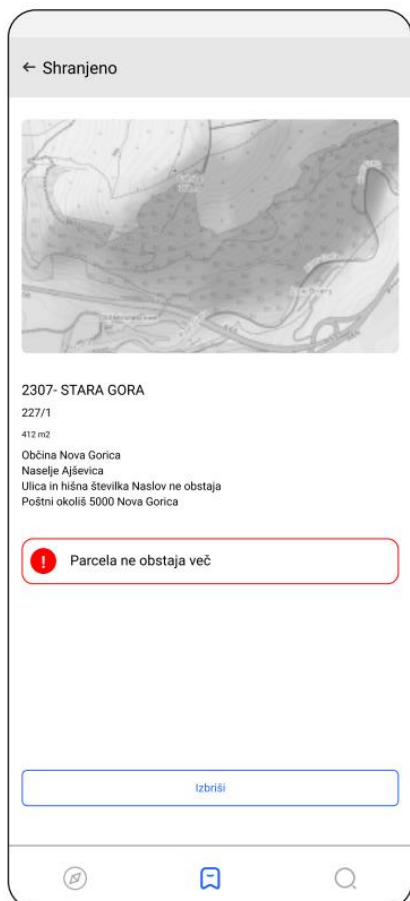 ← Shranjeno
2307- STARA GORA
227/1
412 m2
Občina Nova Gorica
Naselje Ajševica
Ulica in hišna številka Naslov ne obstaja
Poštni okoliš 5000 Nova Gorica
! Parcela ne obstaja več
Izbriši